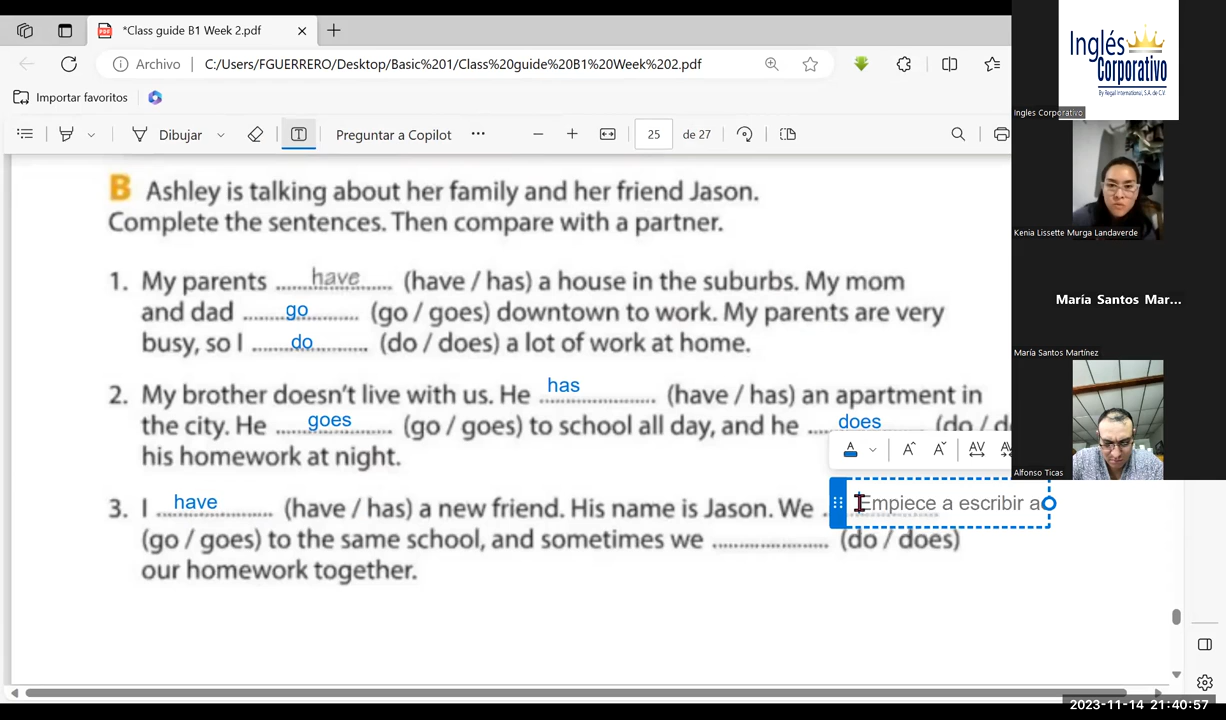 *Class guide B1 Week 2.pdf
Archivo
C:/Users/FGUERRERO/Desktop/Basic%201/Class%20guide%20B1%20Week%202.pdf
Importar favoritos
Dibujar
Preguntar a Copilot
25
de 27
B Ashley is talking about her family and her friend Jason.
Complete the sentences. Then compare with a partner.
1. My parents have (have / has) a house in the suburbs. My mom
and dad go (go / goes) downtown to work. My parents are very
busy, so I do (do / does) a lot of work at home.
2. My brother doesn't live with us. He has (have / has) an apartment in
the city. He goes (go / goes) to school all day, and he does (do / d
his homework at night.
3. I have (have / has) a new friend. His name is Jason. We
Empiece a escribir a
(go / goes) to the same school, and sometimes we (do / does)
our homework together.
Inglés
Corporativo
By Regal International, S.A. de C.V.
Ingles Corporativo
Kenia Lissette Murga Landaverde
María Santos Mar...
María Santos Martínez
Alfonso Ticas
2023-11-14 21:40:57